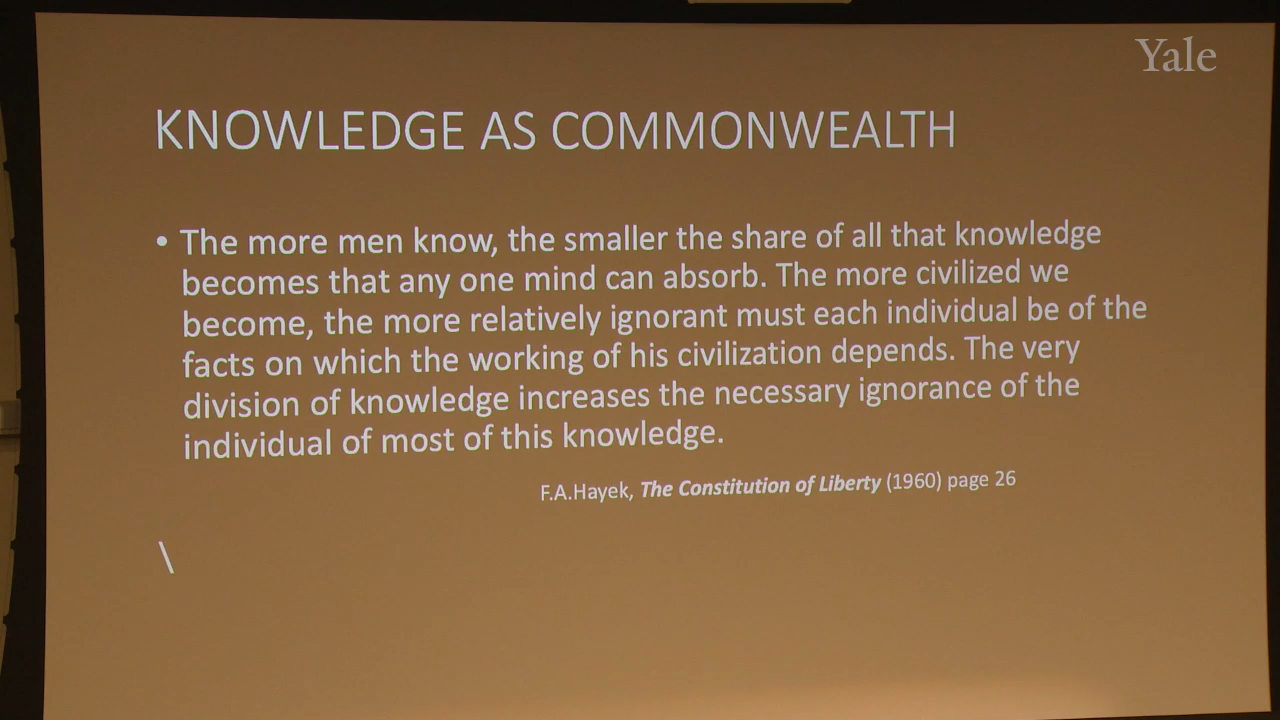 Yale
KNOWLEDGE AS COMMONWEALTH
• The more men know, the smaller the share of all that knowledge
becomes that any one mind can absorb. The more civilized we
become, the more relatively ignorant must each individual be of the
facts on which the working of his civilization depends. The very
division of knowledge increases the necessary ignorance of the
individual of most of this knowledge.
F.A.Hayek, The Constitution of Liberty (1960) page 26
\